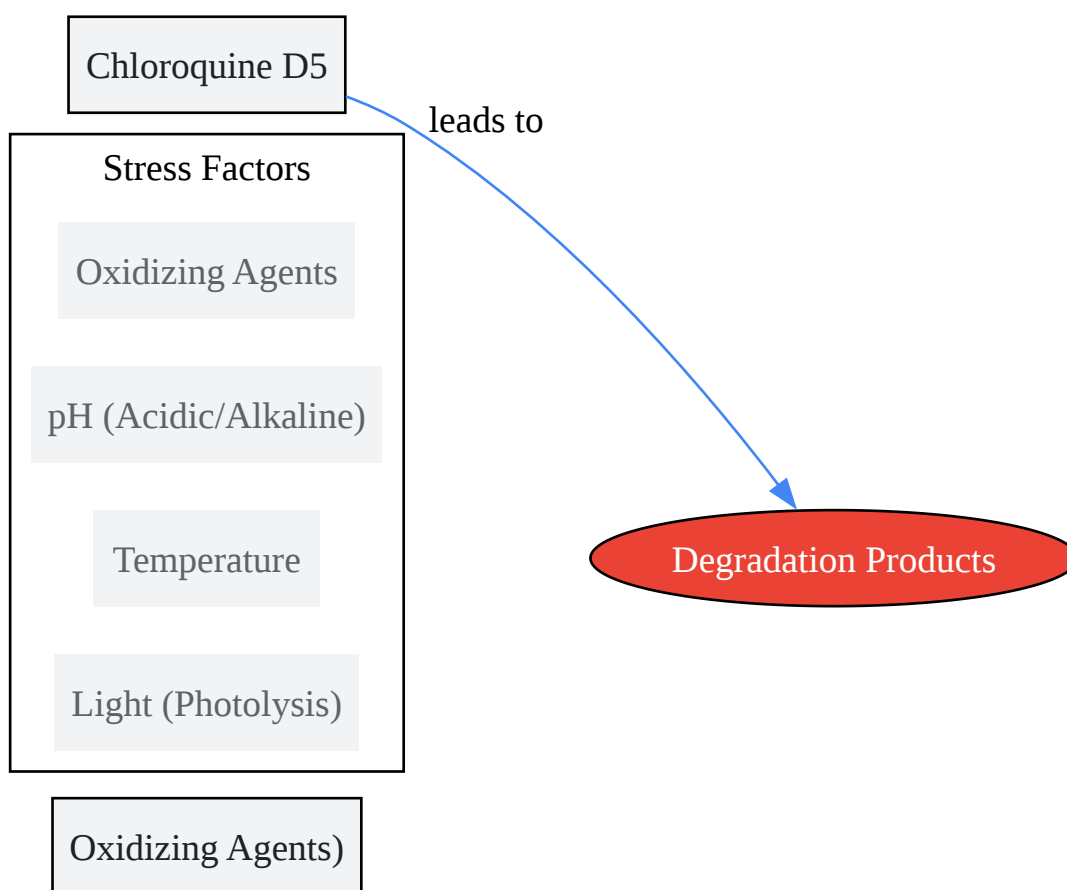 Chloroquine D5
leads to
Stress Factors
Oxidizing Agents
pH (Acidic/Alkaline)
Temperature
Degradation Products
Light (Photolysis)
Oxidizing Agents)